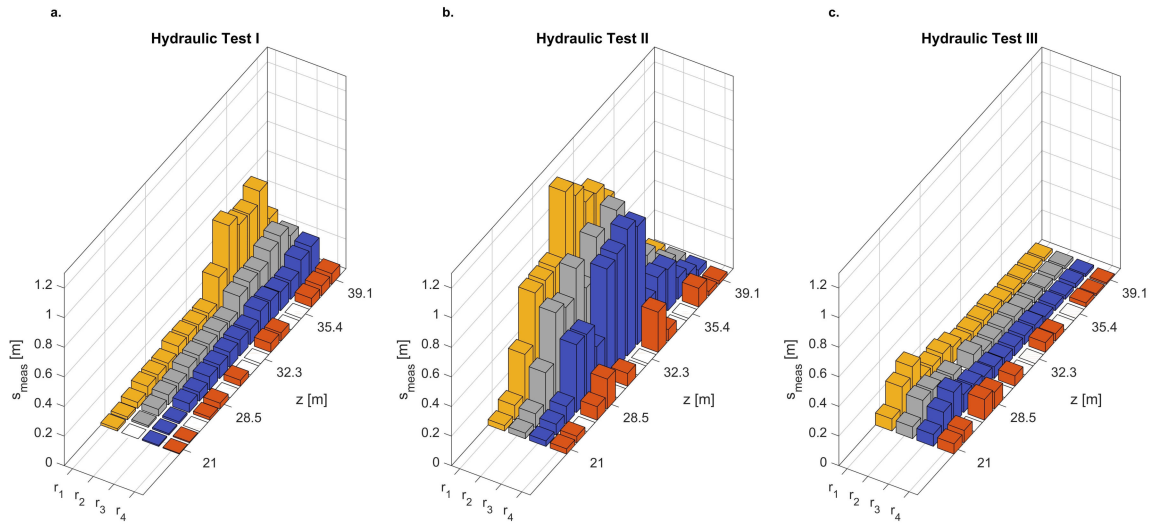 a.
Hydraulic Test I
1.2
1
0.8
0.6
0.4
0.2
0
s_meas [m]
r_1
r_2
r_3
r_4
21
28.5
32.3
35.4
39.1
z [m]
b.
Hydraulic Test II
1.2
1
0.8
0.6
0.4
0.2
0
s_meas [m]
r_1
r_2
r_3
r_4
21
28.5
32.3
35.4
39.1
z [m]
c.
Hydraulic Test III
1.2
1
0.8
0.6
0.4
0.2
0
s_meas [m]
r_1
r_2
r_3
r_4
21
28.5
32.3
35.4
39.1
z [m]